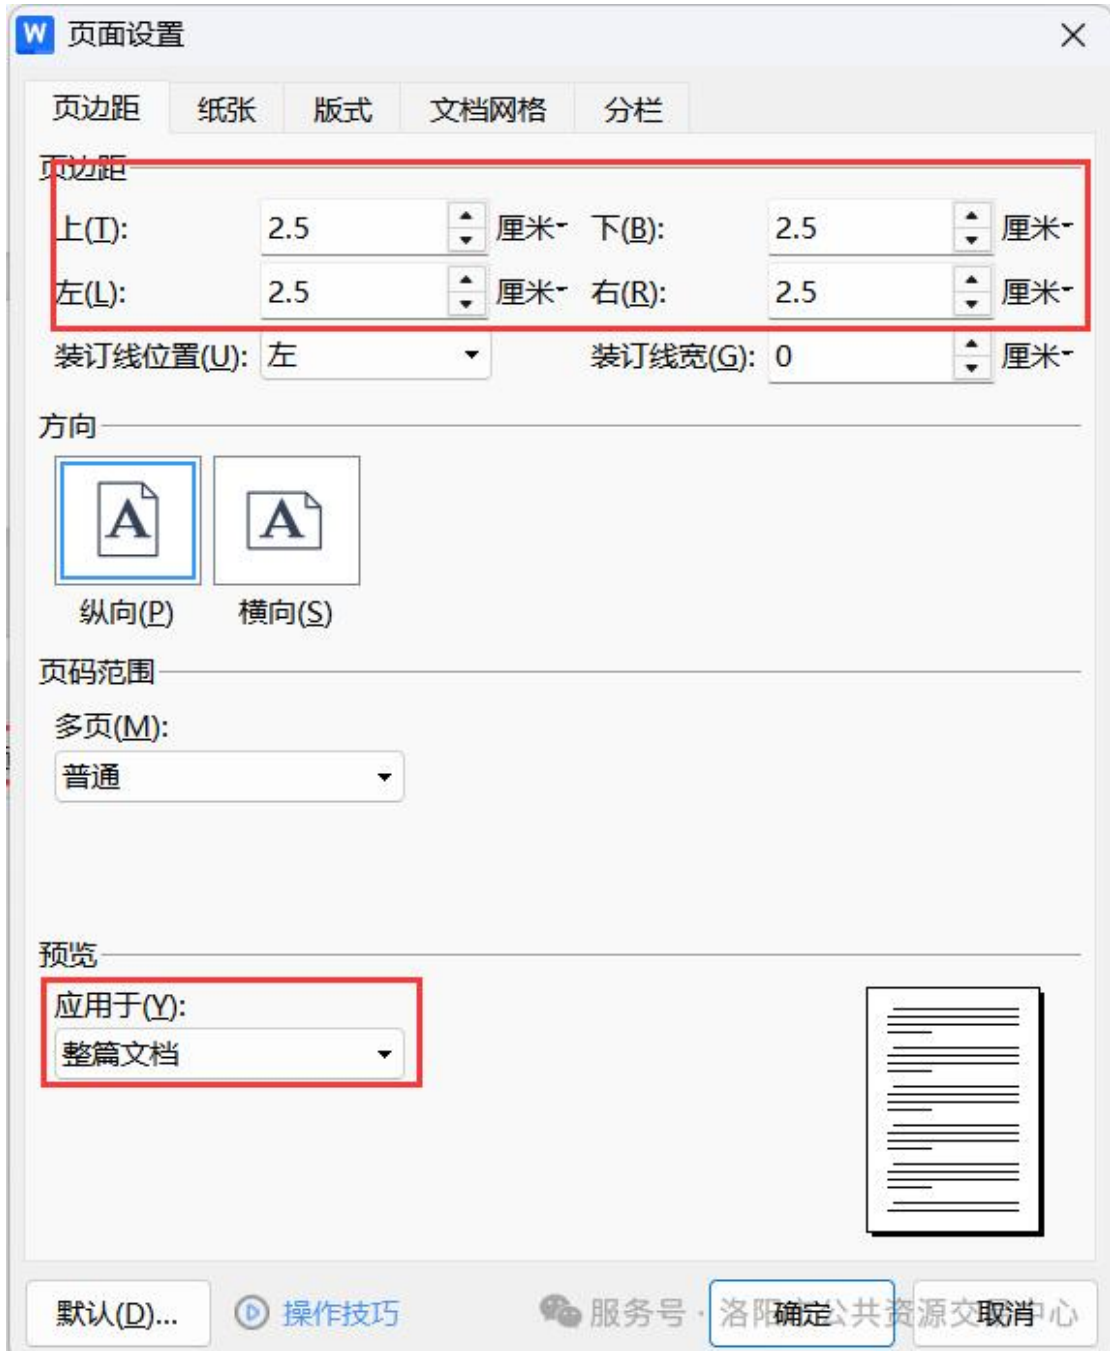 W 页面设置
页边距 纸张 版式 文档网格 分栏
页边距
上(T): 2.5 厘米 下(B): 2.5 厘米
左(L): 2.5 厘米 右(R): 2.5 厘米
装订线位置(U): 左 装订线宽(G): 0 厘米
方向
A A
纵向(P) 横向(S)
页码范围
多页(M):
普通
预览
应用于(Y):
整篇文档
默认(D)... 操作技巧 确定 取消
服务号 · 洛阳市公共资源交易中心